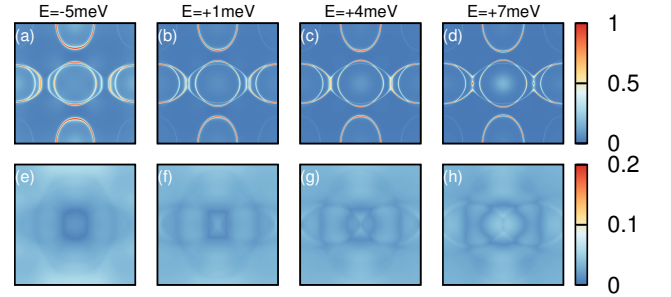 E=-5meV E=+1meV E=+4meV E=+7meV
(a) (b) (c) (d) 1
0.5
0
(e) (f) (g) (h) 0.2
0.1
0